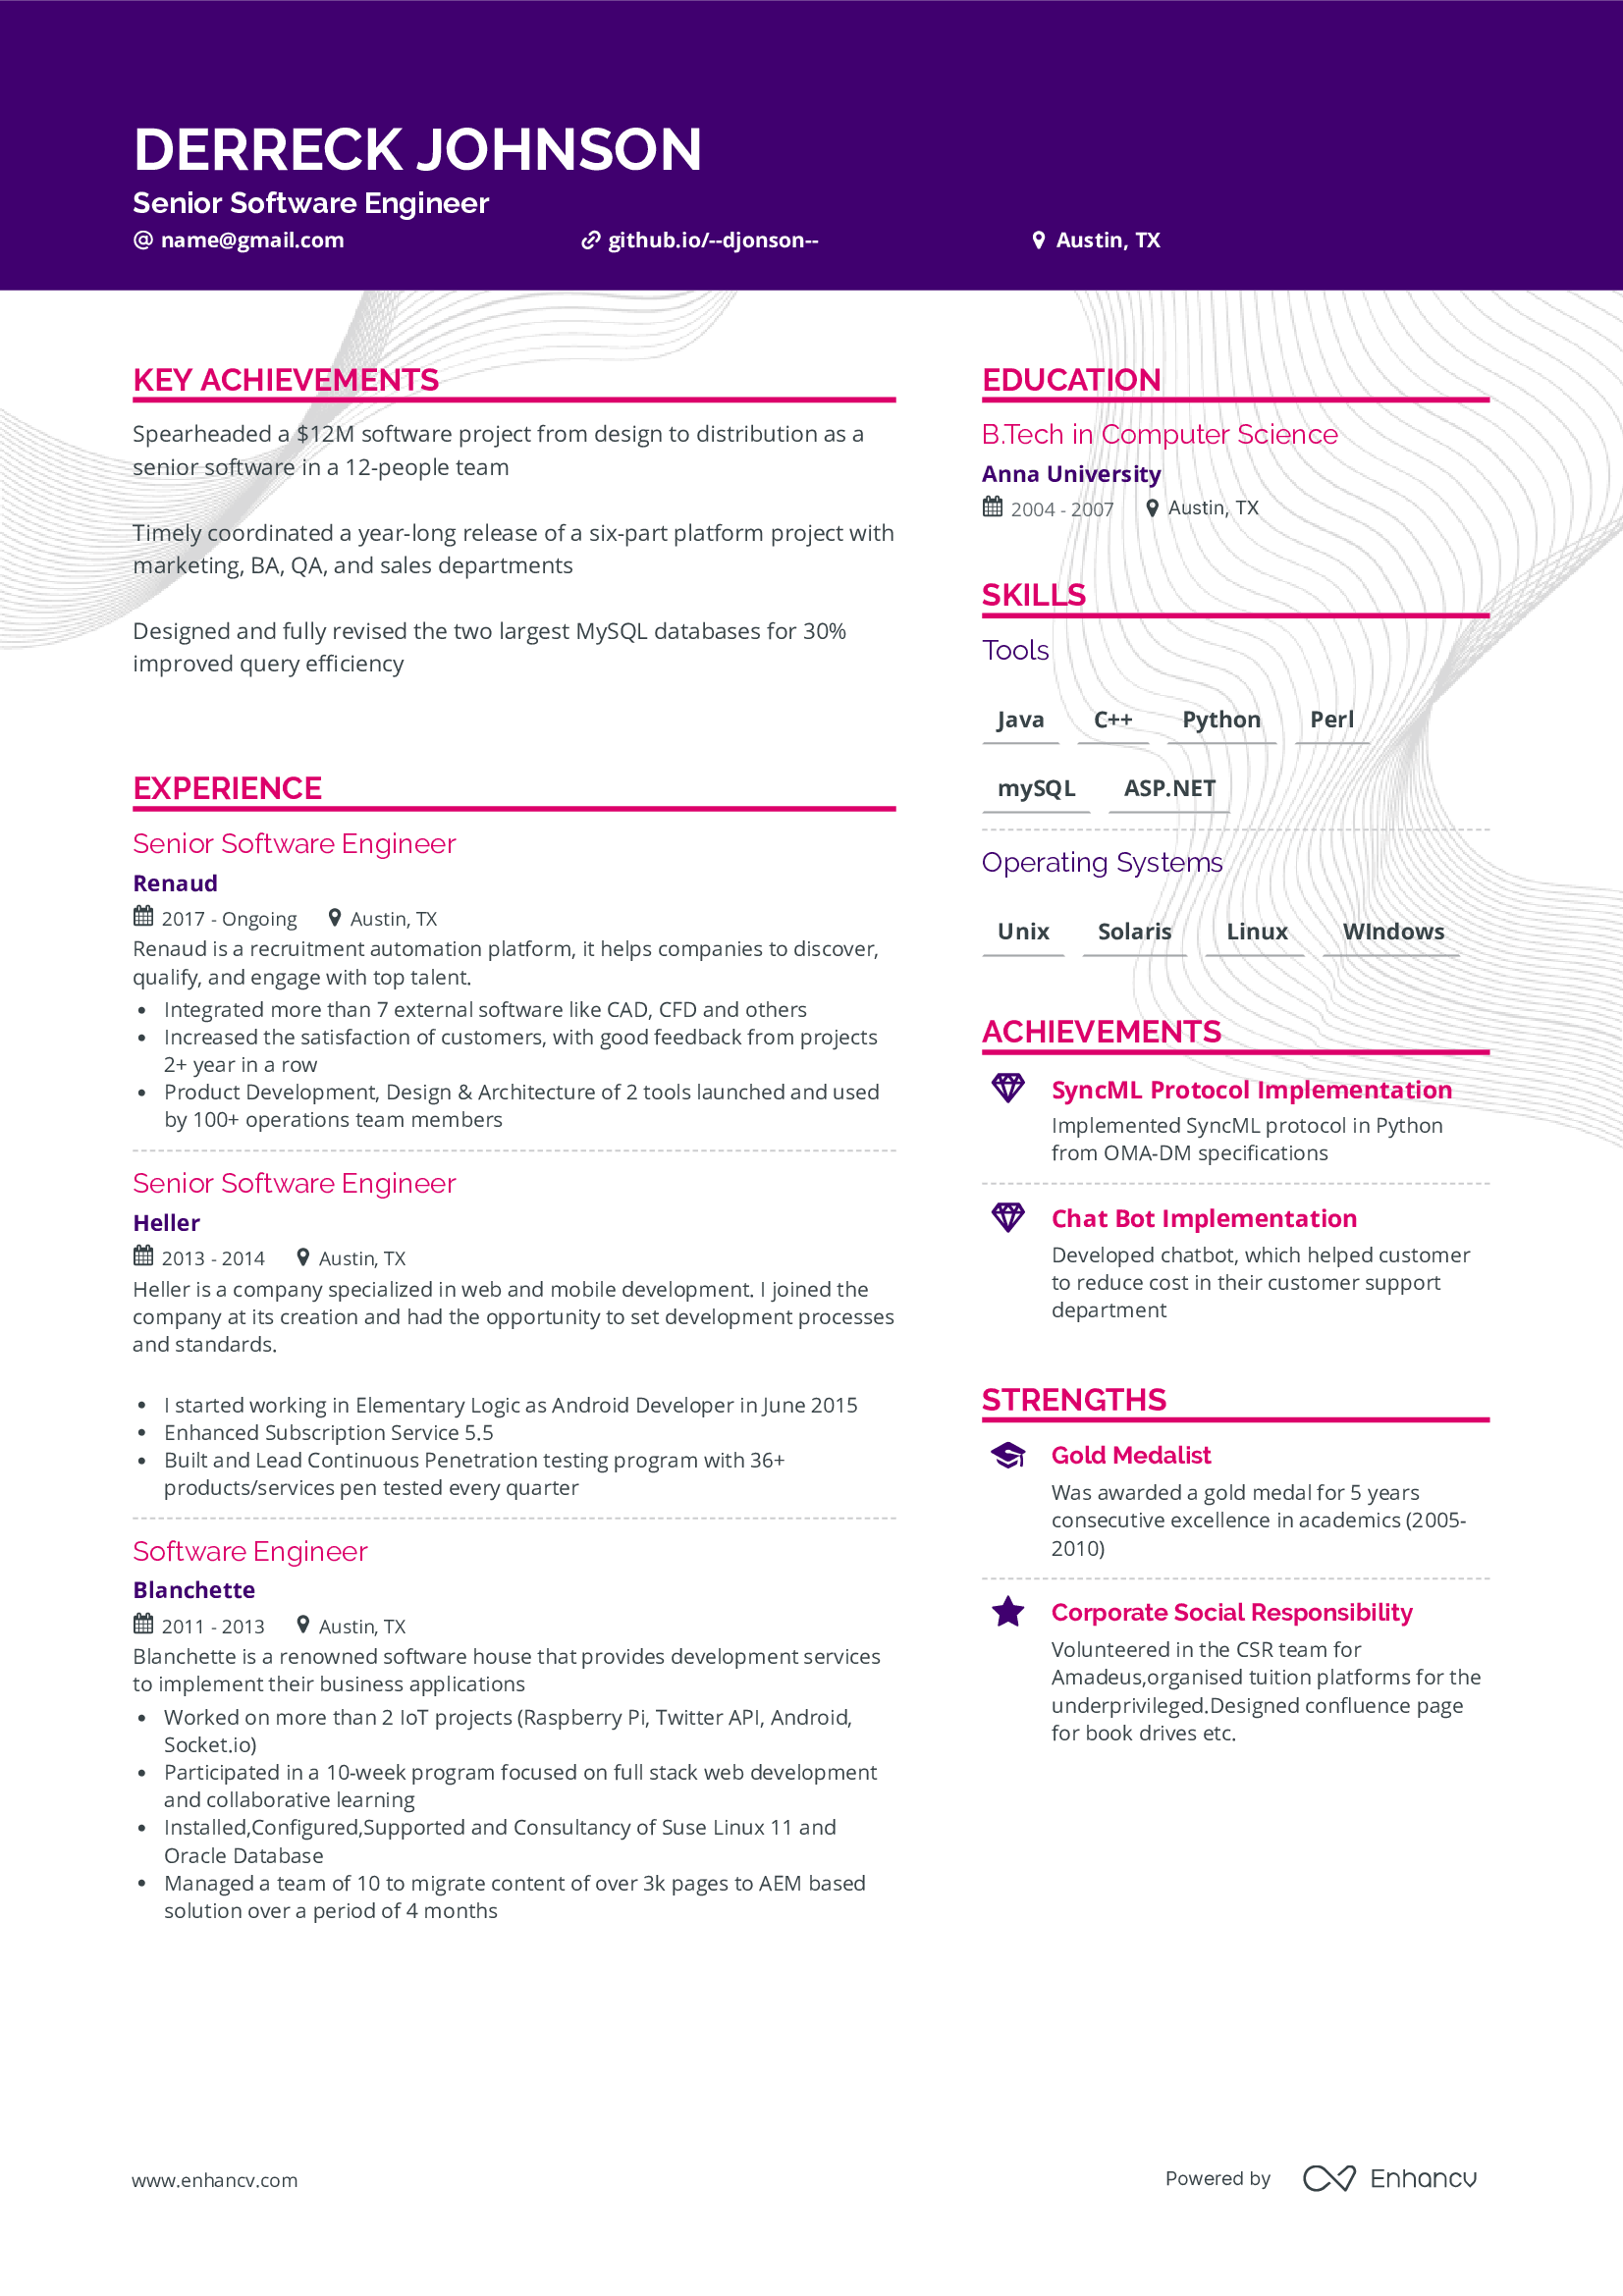 DERRECK JOHNSON
Senior Software Engineer
@ name@gmail.com github.io/--djonson-- Austin, TX
KEY ACHIEVEMENTS
Spearheaded a $12M software project from design to distribution as a
senior software in a 12-people team
Timely coordinated a year-long release of a six-part platform project with
marketing, BA, QA, and sales departments
Designed and fully revised the two largest MySQL databases for 30%
improved query efficiency
EXPERIENCE
Senior Software Engineer
Renaud
2017 - Ongoing Austin, TX
Renaud is a recruitment automation platform, it helps companies to discover,
qualify, and engage with top talent.
• Integrated more than 7 external software like CAD, CFD and others
• Increased the satisfaction of customers, with good feedback from projects
2+ year in a row
• Product Development, Design & Architecture of 2 tools launched and used
by 100+ operations team members
Senior Software Engineer
Heller
2013 - 2014 Austin, TX
Heller is a company specialized in web and mobile development. I joined the
company at its creation and had the opportunity to set development processes
and standards.
• I started working in Elementary Logic as Android Developer in June 2015
• Enhanced Subscription Service 5.5
• Built and Lead Continuous Penetration testing program with 36+
products/services pen tested every quarter
Software Engineer
Blanchette
2011 - 2013 Austin, TX
Blanchette is a renowned software house that provides development services
to implement their business applications
• Worked on more than 2 IoT projects (Raspberry Pi, Twitter API, Android,
Socket.io)
• Participated in a 10-week program focused on full stack web development
and collaborative learning
• Installed,Configured,Supported and Consultancy of Suse Linux 11 and
Oracle Database
• Managed a team of 10 to migrate content of over 3k pages to AEM based
solution over a period of 4 months
EDUCATION
B.Tech in Computer Science
Anna University
2004 - 2007 Austin, TX
SKILLS
Tools
Java C++ Python Perl
mySQL ASP.NET
Operating Systems
Unix Solaris Linux WIndows
ACHIEVEMENTS
SyncML Protocol Implementation
Implemented SyncML protocol in Python
from OMA-DM specifications
Chat Bot Implementation
Developed chatbot, which helped customer
to reduce cost in their customer support
department
STRENGTHS
Gold Medalist
Was awarded a gold medal for 5 years
consecutive excellence in academics (2005-
2010)
Corporate Social Responsibility
Volunteered in the CSR team for
Amadeus,organised tuition platforms for the
underprivileged.Designed confluence page
for book drives etc.
www.enhancv.com
Powered by Enhancv